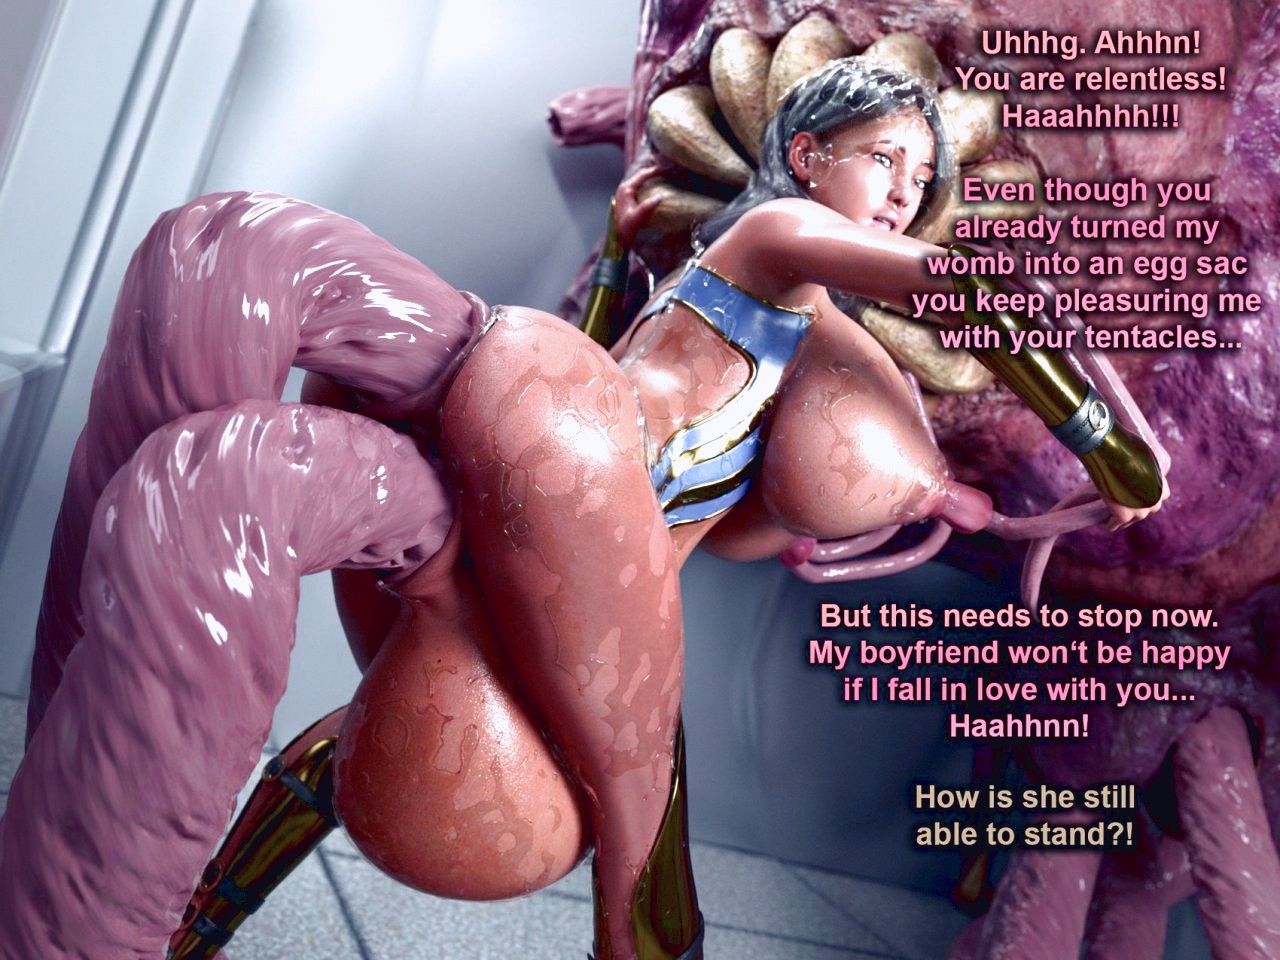 Uhhhg. Ahhhn!
You are relentless!
Haaahhhh!!!
Even though you
already turned my
womb into an egg sac
you keep pleasuring me
with your tentacles...
But this needs to stop now.
My boyfriend won‘t be happy
if I fall in love with you...
Haahhnn!
How is she still
able to stand?!